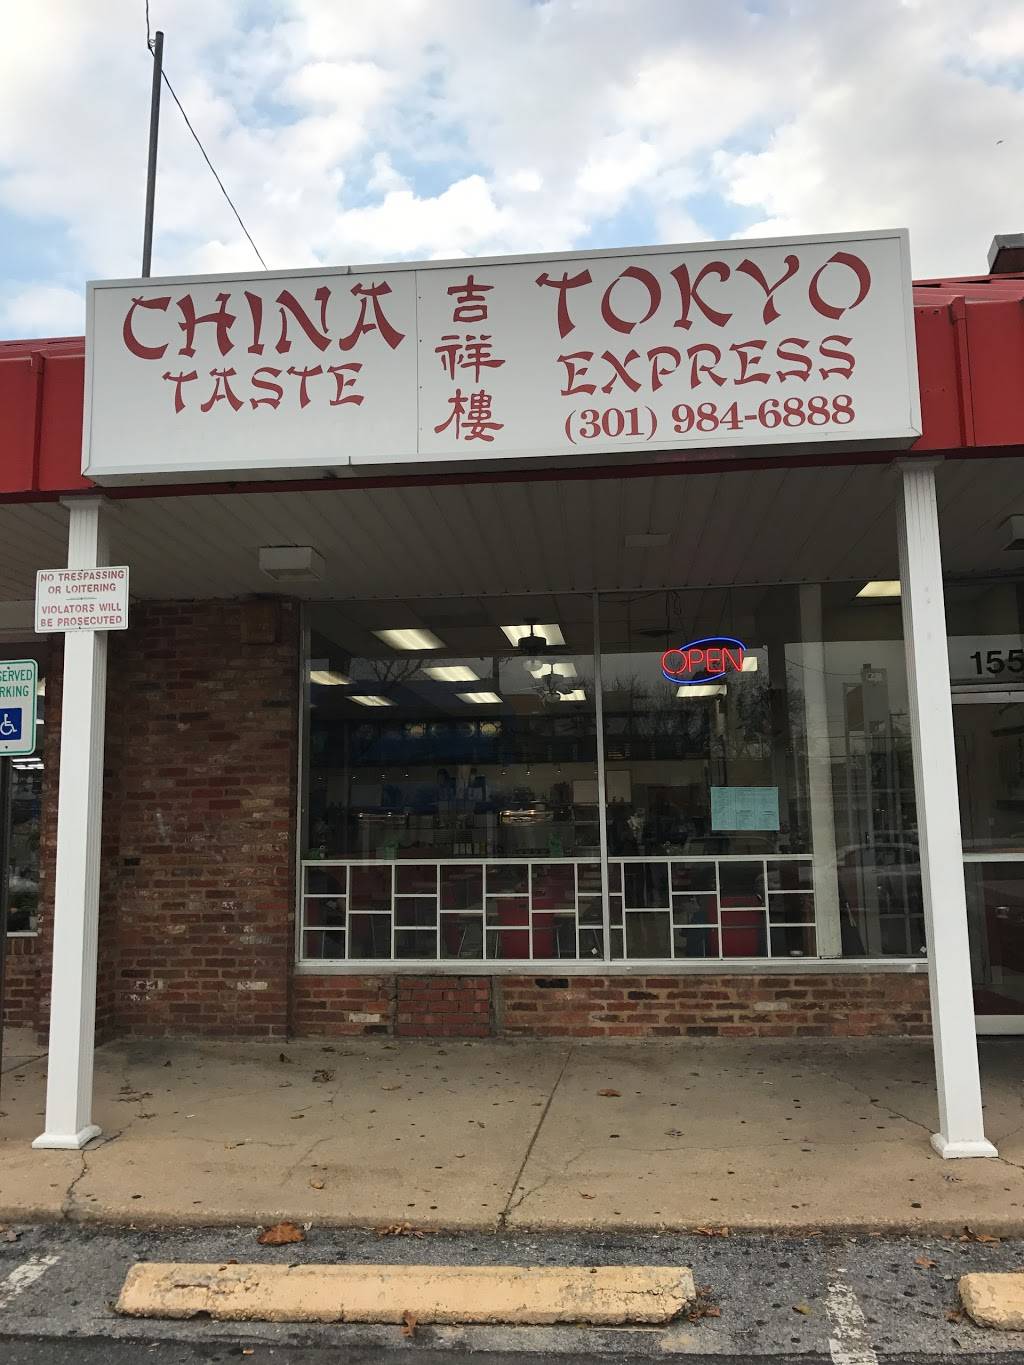 CHINA
TASTE
吉
祥
樓
TOKYO
EXPRESS
(301) 984-6888
NO TRESPASSING
OR LOITERING
VIOLATORS WILL
BE PROSECUTED
OPEN
155